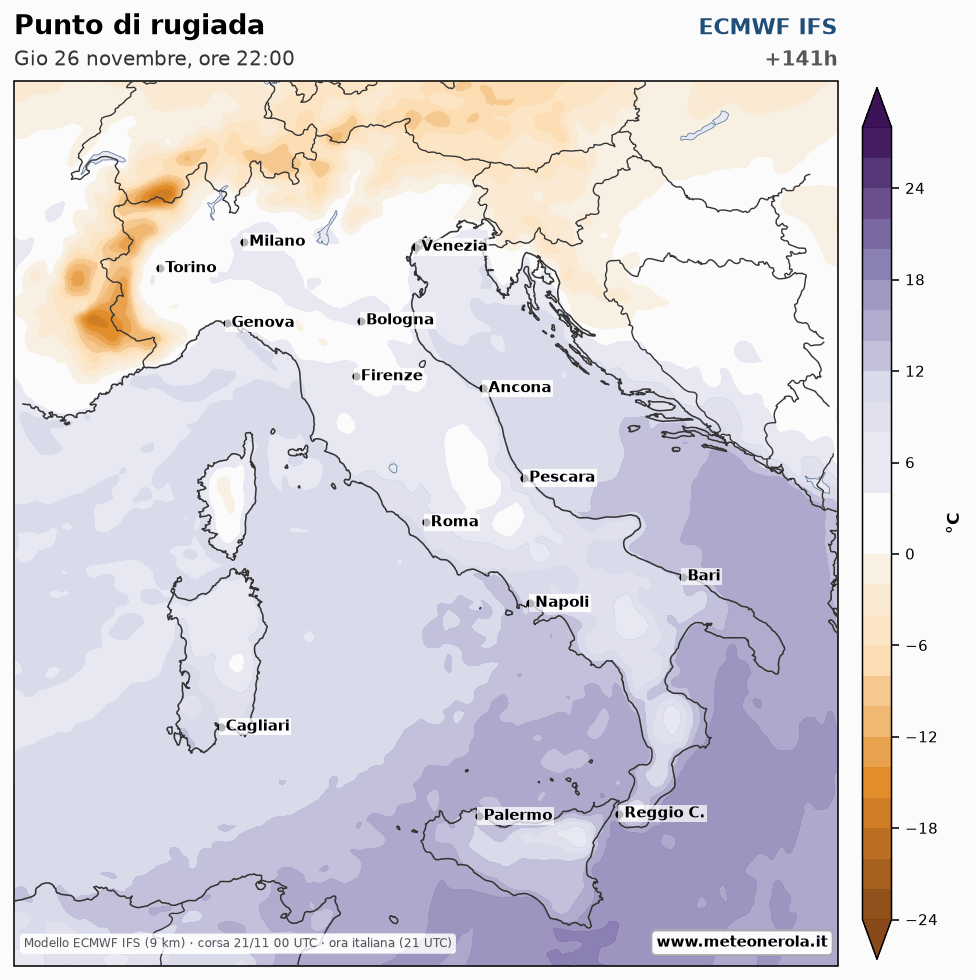 Punto di rugiada
ECMWF IFS
Gio 26 novembre, ore 22:00
+141h
Milano
Venezia
Torino
Genova
Bologna
Firenze
Ancona
Pescara
Roma
Bari
Napoli
Cagliari
Palermo
Reggio C.
24
18
12
6
0
−6
−12
−18
−24
°C
Modello ECMWF IFS (9 km) · corsa 21/11 00 UTC · ora italiana (21 UTC)
www.meteonerola.it